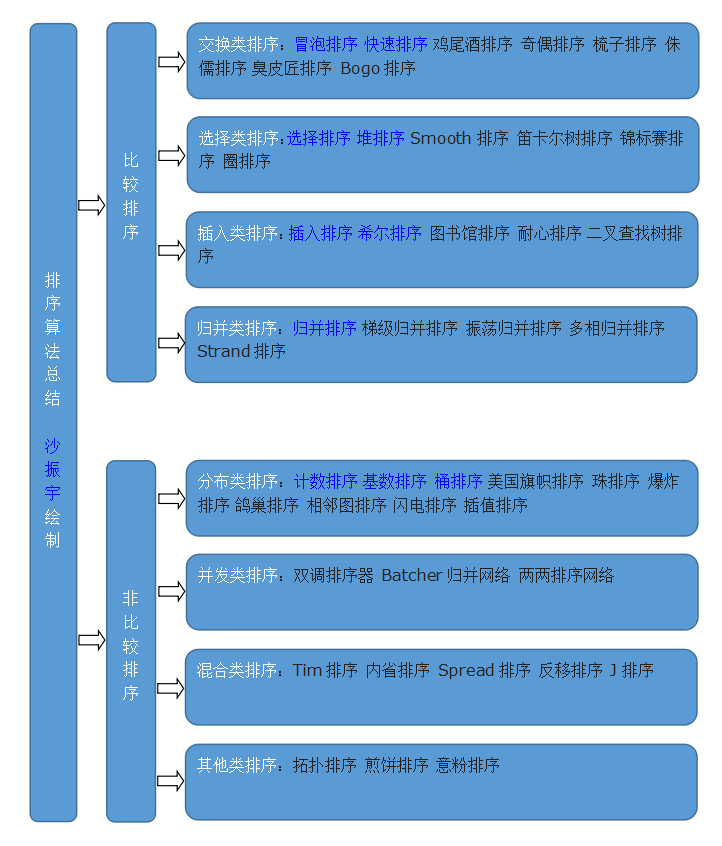 排序算法总结 沙振宇绘制
比较排序
交换类排序：冒泡排序 快速排序 鸡尾酒排序 奇偶排序 梳子排序 侏
儒排序 臭皮匠排序 Bogo 排序
选择类排序：选择排序 堆排序 Smooth 排序 笛卡尔树排序 锦标赛排
序 圈排序
插入类排序：插入排序 希尔排序 图书馆排序 耐心排序 二叉查找树排
序
归并类排序：归并排序 梯级归并排序 振荡归并排序 多相归并排序
Strand 排序
非比较排序
分布类排序：计数排序 基数排序 桶排序 美国旗帜排序 珠排序 爆炸
排序 鸽巢排序 相邻图排序 闪电排序 插值排序
并发类排序：双调排序器 Batcher 归并网络 两两排序网络
混合类排序：Tim 排序 内省排序 Spread 排序 反移排序 J 排序
其他类排序：拓扑排序 煎饼排序 意粉排序